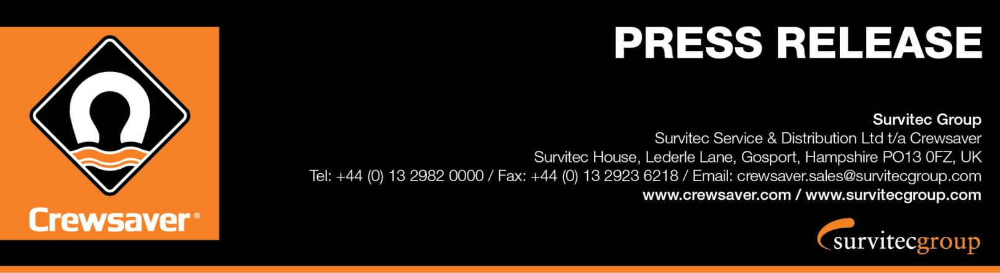 PRESS RELEASE
Survitec Group
Survitec Service & Distribution Ltd t/a Crewsaver
Survitec House, Lederle Lane, Gosport, Hampshire PO13 0FZ, UK
Tel: +44 (0) 13 2982 0000 / Fax: +44 (0) 13 2923 6218 / Email: crewsaver.sales@survitecgroup.com
www.crewsaver.com / www.survitecgroup.com
Crewsaver®
survitecgroup